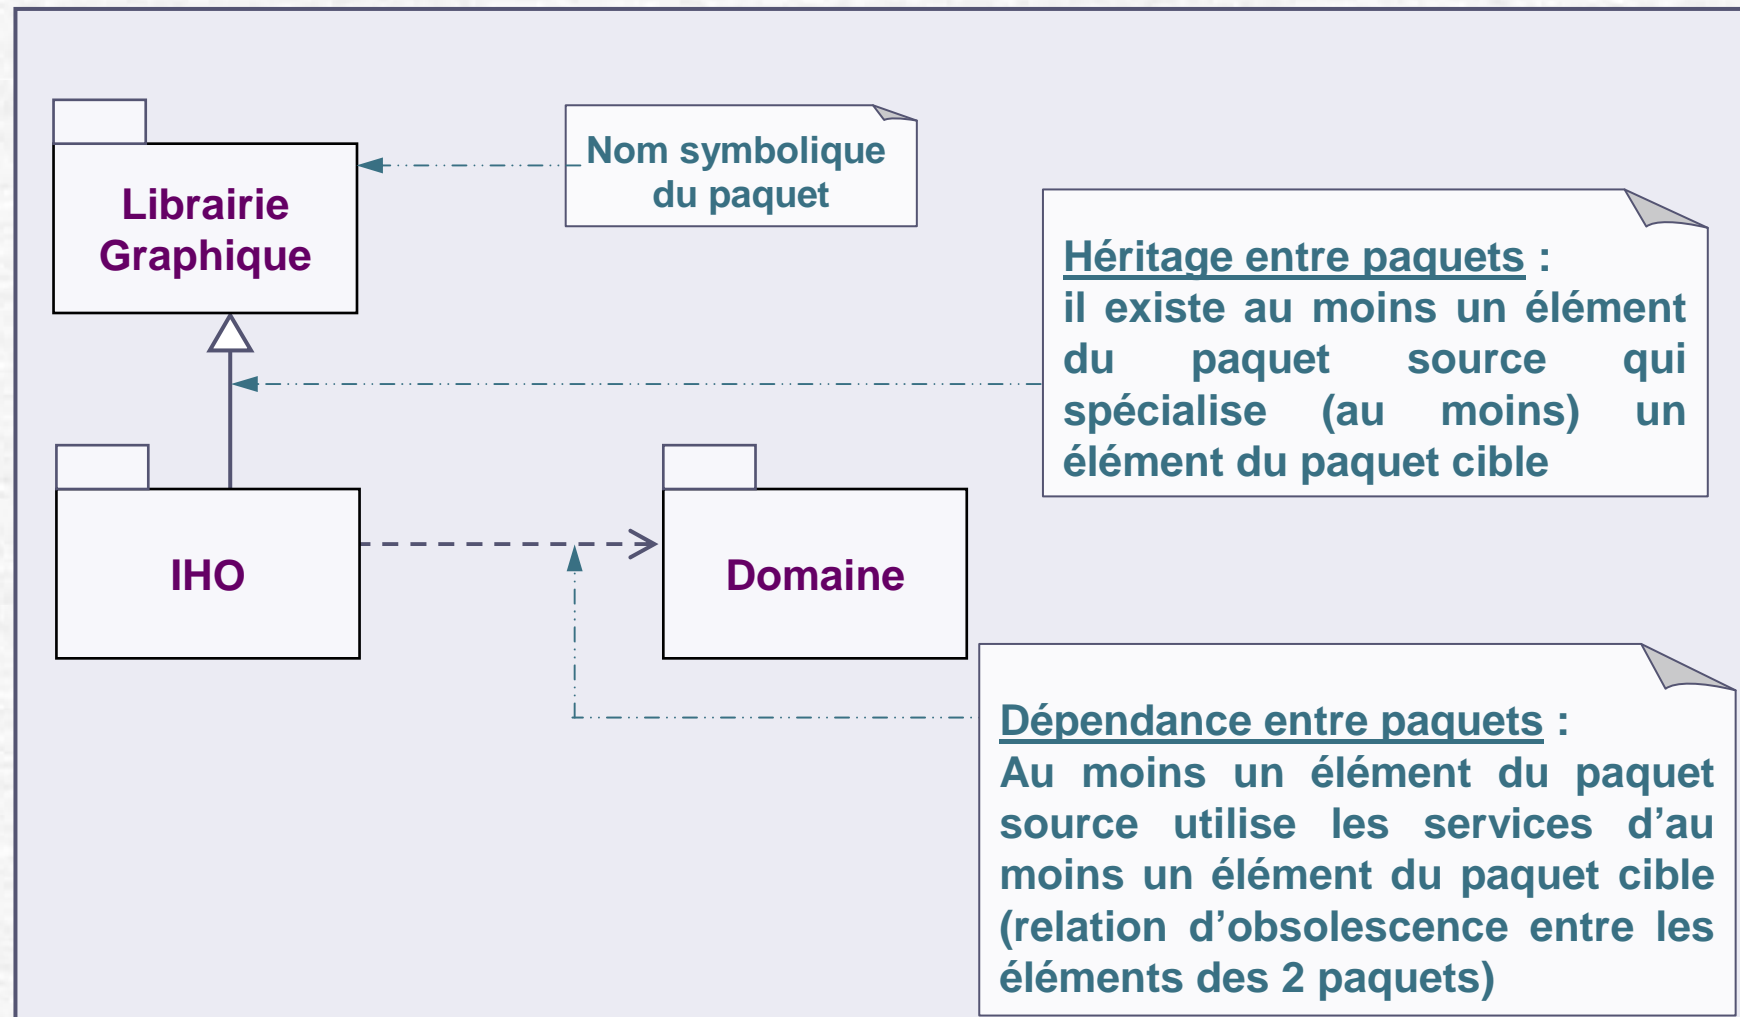 Librairie
Graphique
Nom symbolique
du paquet
Héritage entre paquets :
il existe au moins un élément
du paquet source qui
spécialise (au moins) un
élément du paquet cible
IHO
Domaine
Dépendance entre paquets :
Au moins un élément du paquet
source utilise les services d’au
moins un élément du paquet cible
(relation d’obsolescence entre les
éléments des 2 paquets)